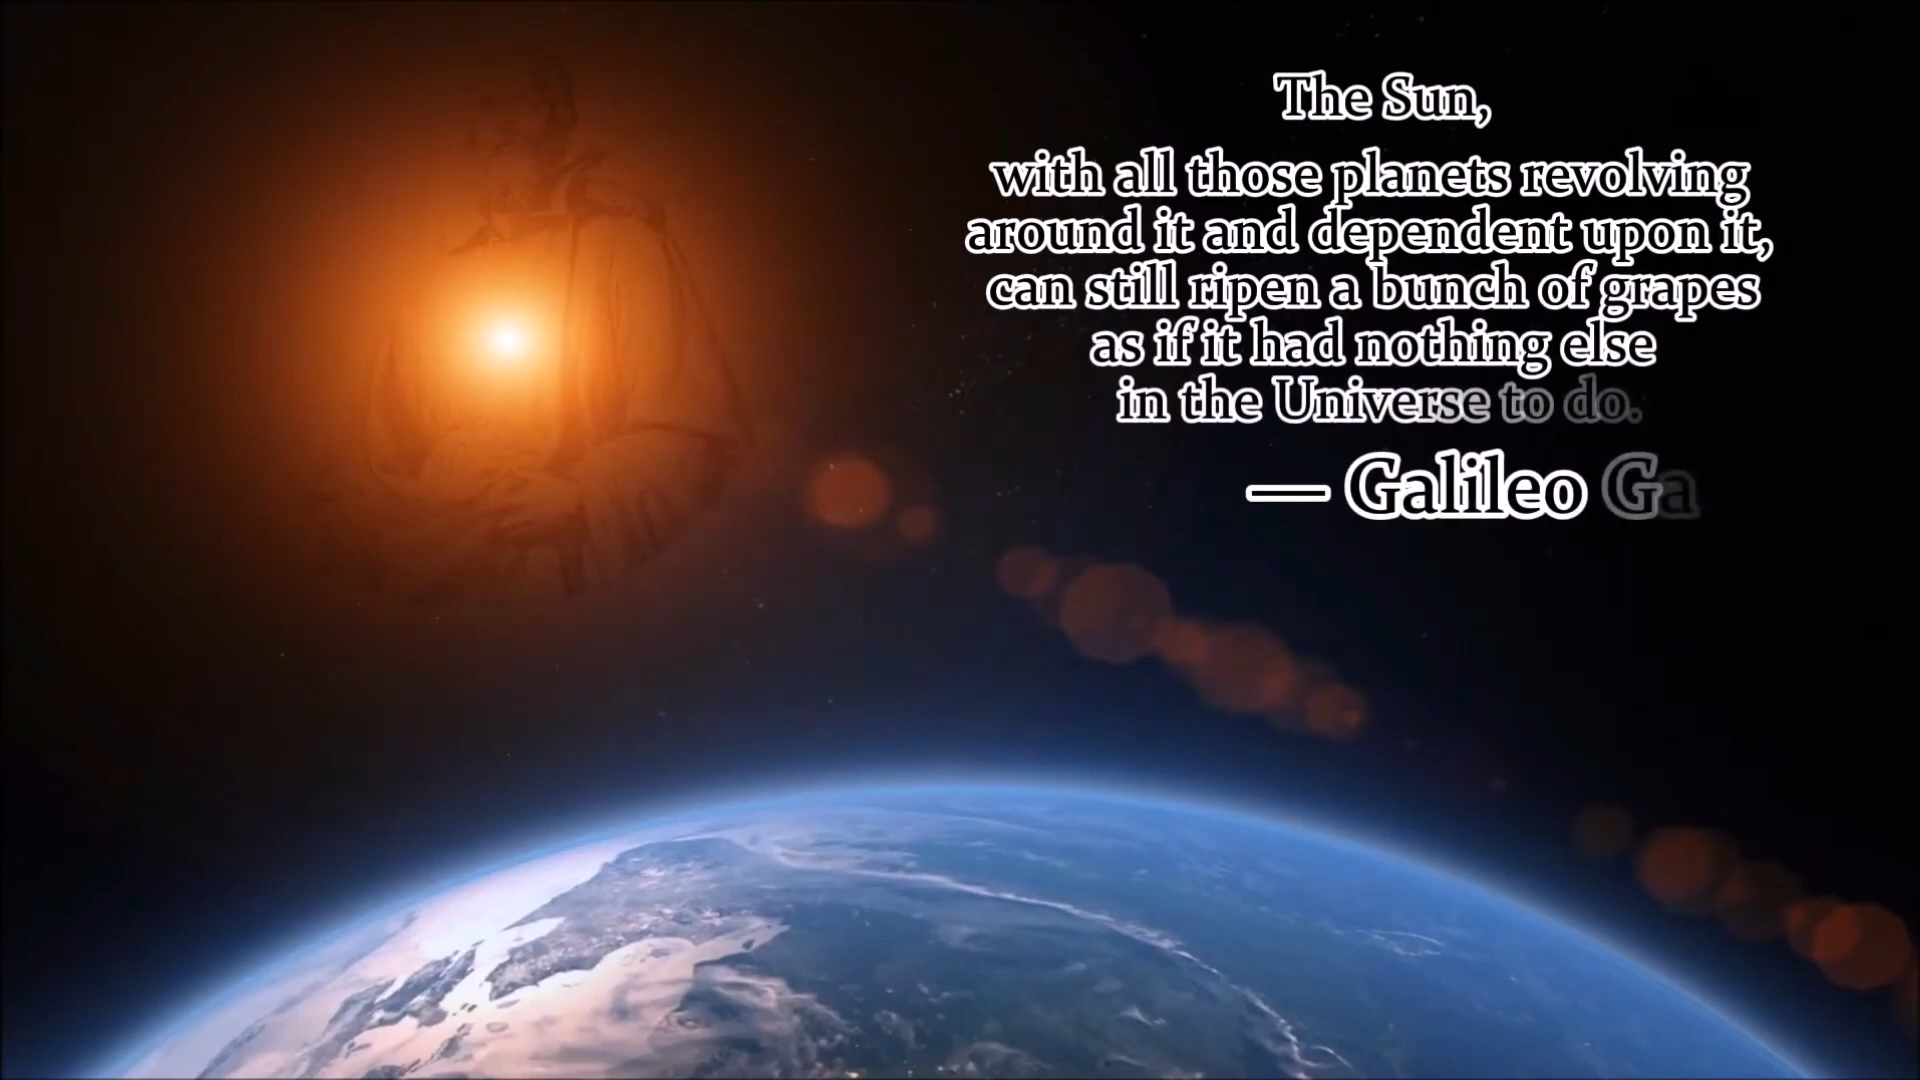 The Sun,
with all those planets revolving
around it and dependent upon it,
can still ripen a bunch of grapes
as if it had nothing else
in the Universe to do.
— Galileo Ga